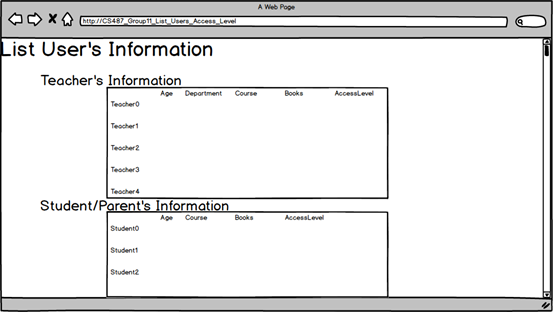 A Web Page
http://CS487_Group11_List_Users_Access_Level
List User's Information
Teacher's Information
Age Department Course Books AccessLevel
Teacher0
Teacher1
Teacher2
Teacher3
Teacher4
Student/Parent's Information
Age Course Books AccessLevel
Student0
Student1
Student2